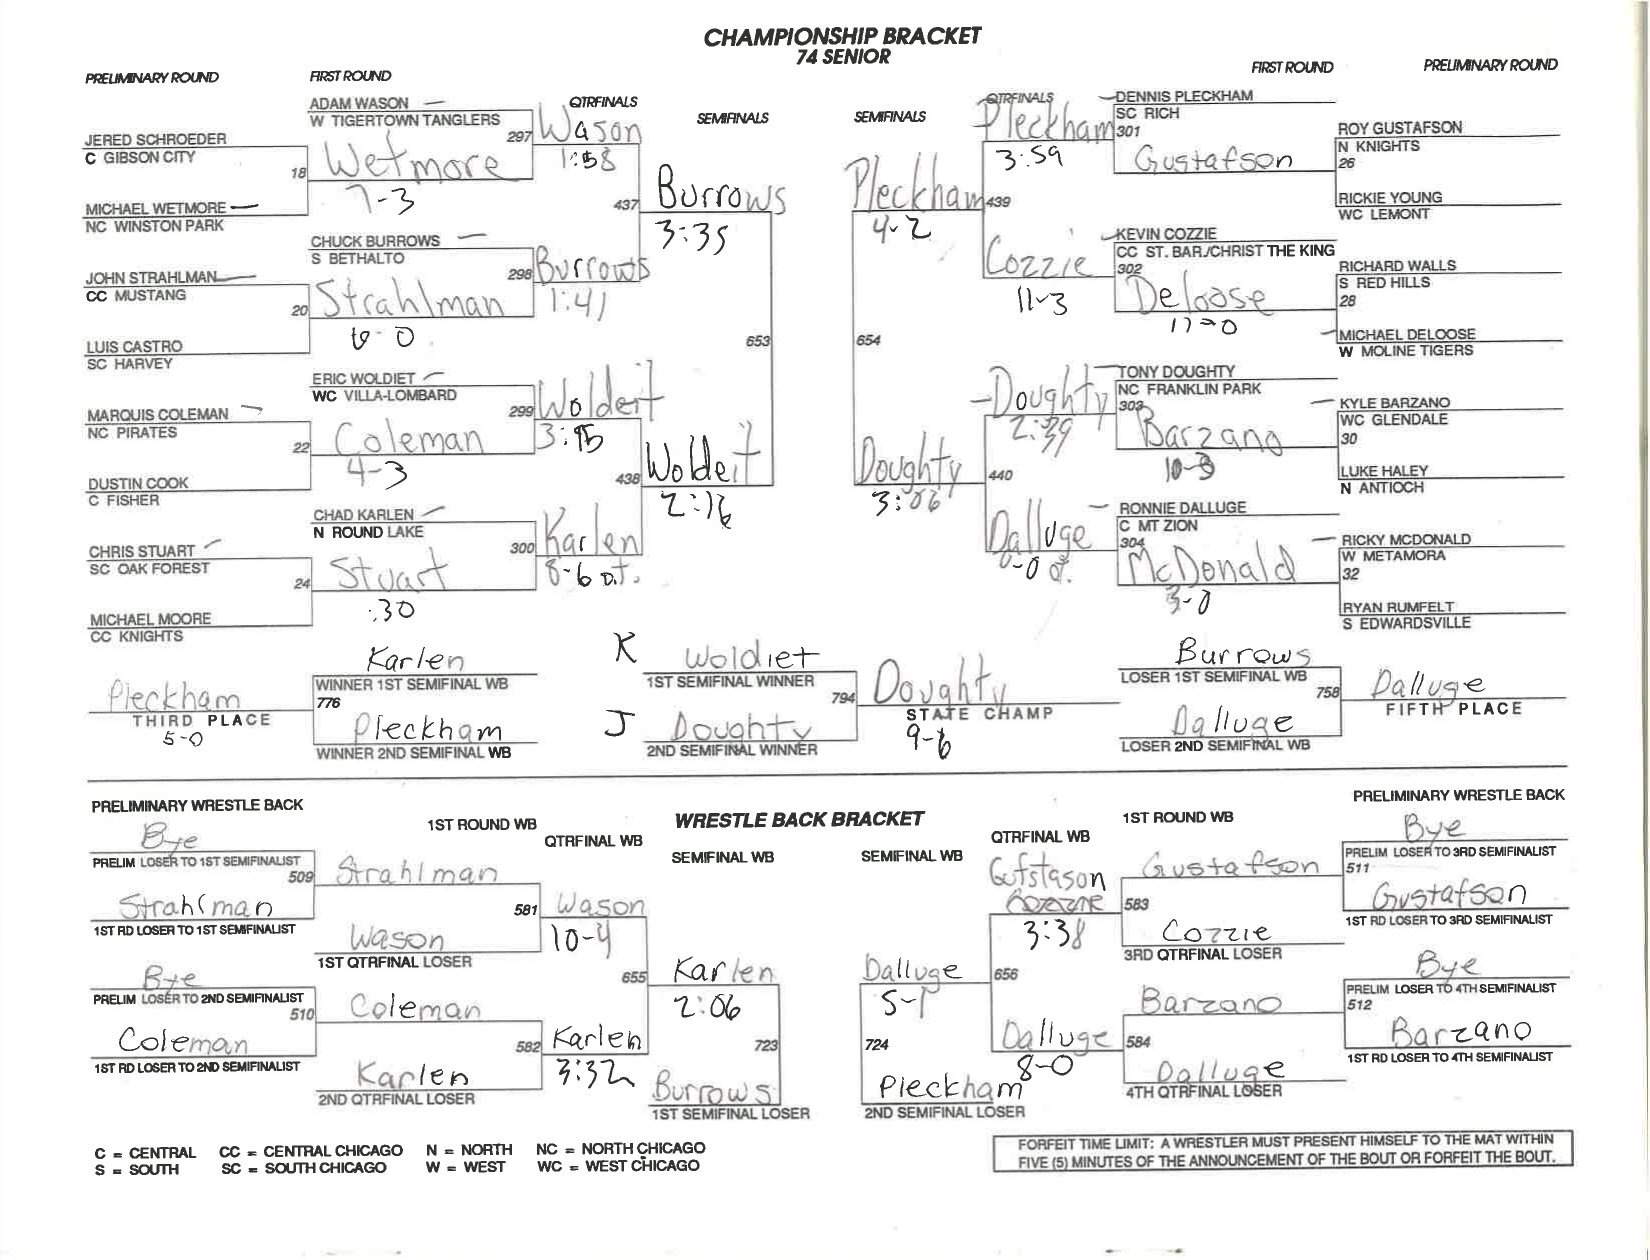 CHAMPIONSHIP BRACKET
74 SENIOR
PRELIMINARY ROUND
FIRST ROUND
QTRFINALS
SEMIFINALS
SEMIFINALS
QTRFINALS
FIRST ROUND
PRELIMINARY ROUND
JERED SCHROEDER
C GIBSON CITY
18
MICHAEL WETMORE
NC WINSTON PARK
JOHN STRAHLMAN
CC MUSTANG
20
LUIS CASTRO
SC HARVEY
MARQUIS COLEMAN
NC PIRATES
22
DUSTIN COOK
C FISHER
CHRIS STUART
SC OAK FOREST
24
MICHAEL MOORE
CC KNIGHTS
ADAM WASON
W TIGERTOWN TANGLERS
297
Wetmore
7-3
CHUCK BURROWS
S BETHALTO
298
Strahlman
6-0
ERIC WOLDIET
WC VILLA-LOMBARD
299
Coleman
4-3
CHAD KARLEN
N ROUND LAKE
300
Stuart
:30
Wason
1:58
437
Burrows
1:41
Woldeit
438
Karlen
8-6 o.t.
Burrows
3:35
653
Woldeit
2:16
Pleckham
4-2
654
Doughty
3:06
Pleckham
3:59
439
Cozzie
11-3
Doughty
2:39
440
Dalluge
DENNIS PLECKHAM
SC RICH
301
Gustafson
KEVIN COZZIE
CC ST. BAR/CHRIST THE KING
302
Deloose
17-0
TONY DOUGHTY
NC FRANKLIN PARK
303
Barzano
RONNIE DALLUGE
C MT ZION
304
McDonald
3-0
ROY GUSTAFSON
N KNIGHTS
26
RICKIE YOUNG
WC LEMONT
RICHARD WALLS
S RED HILLS
28
MICHAEL DELOOSE
W MOLINE TIGERS
KYLE BARZANO
WC GLENDALE
30
LUKE HALEY
N ANTIOCH
RICKY MCDONALD
W METAMORA
32
RYAN RUMFELT
S EDWARDSVILLE
Pleckham
THIRD PLACE
5-0
Karlen
WINNER 1ST SEMIFINAL WB
776
Pleckham
WINNER 2ND SEMIFINAL WB
K
Woldiet
1ST SEMIFINAL WINNER
794
J
Doughty
2ND SEMIFINAL WINNER
Doughty
STATE CHAMP
9-6
Burrows
LOSER 1ST SEMIFINAL WB
758
Dalluge
LOSER 2ND SEMIFINAL WB
Dalluge
FIFTH PLACE
WRESTLE BACK BRACKET
PRELIMINARY WRESTLE BACK
1ST ROUND WB
QTRFINAL WB
SEMIFINAL WB
SEMIFINAL WB
QTRFINAL WB
1ST ROUND WB
PRELIMINARY WRESTLE BACK
Bye
PRELIM LOSER TO 1ST SEMIFINALIST
509
Strahlman
1ST RD LOSER TO 1ST SEMIFINALIST
Bye
PRELIM LOSER TO 2ND SEMIFINALIST
510
Coleman
1ST RD LOSER TO 2ND SEMIFINALIST
Strahlman
581
Wason
1ST QTRFINAL LOSER
Coleman
582
Karlen
2ND QTRFINAL LOSER
Wason
10-4
655
Karlen
3:32
Karlen
2:06
723
Burrows
1ST SEMIFINAL LOSER
Dalluge
5-1
724
Pleckham
2ND SEMIFINAL LOSER
Gufstason
3:38
656
Dalluge
8-0
Gustafson
583
Cozzie
3RD QTRFINAL LOSER
Barzano
584
Dalluge
4TH QTRFINAL LOSER
Bye
PRELIM LOSER TO 3RD SEMIFINALIST
511
Gustafson
1ST RD LOSER TO 3RD SEMIFINALIST
Bye
PRELIM LOSER TO 4TH SEMIFINALIST
512
Barzano
1ST RD LOSER TO 4TH SEMIFINALIST
C = CENTRAL CC = CENTRAL CHICAGO N = NORTH NC = NORTH CHICAGO
S = SOUTH SC = SOUTH CHICAGO W = WEST WC = WEST CHICAGO
FORFEIT TIME LIMIT: A WRESTLER MUST PRESENT HIMSELF TO THE MAT WITHIN
FIVE (5) MINUTES OF THE ANNOUNCEMENT OF THE BOUT OR FORFEIT THE BOUT.